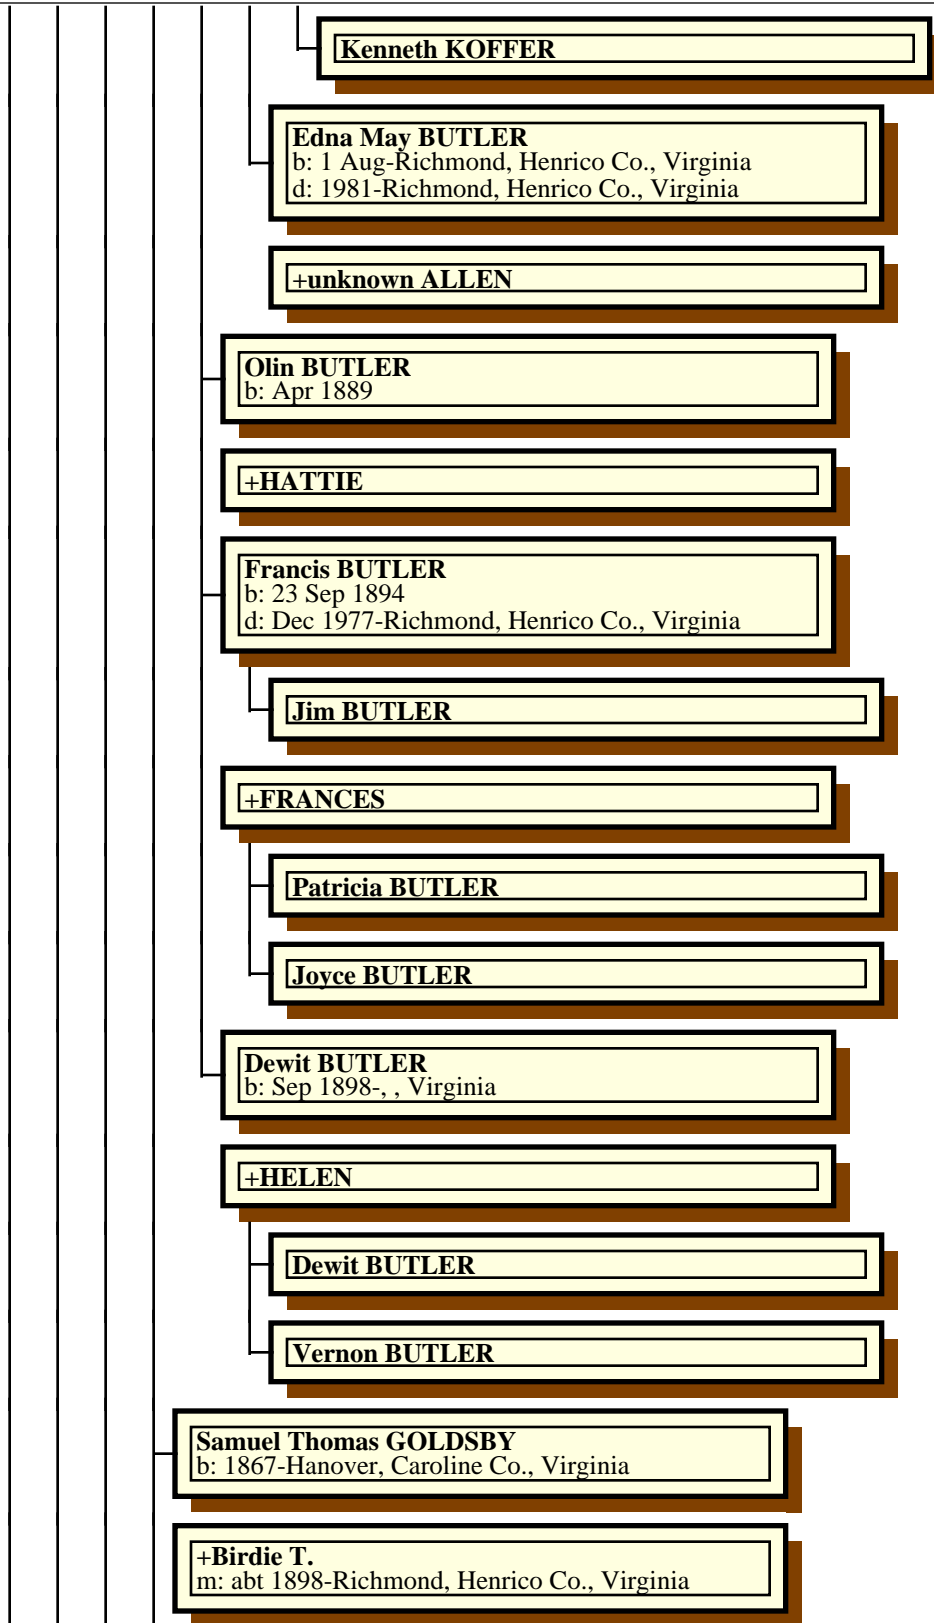 Kenneth KOFFER
Edna May BUTLER
b: 1 Aug-Richmond, Henrico Co., Virginia
d: 1981-Richmond, Henrico Co., Virginia
+unknown ALLEN
Olin BUTLER
b: Apr 1889
+HATTIE
Francis BUTLER
b: 23 Sep 1894
d: Dec 1977-Richmond, Henrico Co., Virginia
Jim BUTLER
+FRANCES
Patricia BUTLER
Joyce BUTLER
Dewit BUTLER
b: Sep 1898-, , Virginia
+HELEN
Dewit BUTLER
Vernon BUTLER
Samuel Thomas GOLDSBY
b: 1867-Hanover, Caroline Co., Virginia
+Birdie T.
m: abt 1898-Richmond, Henrico Co., Virginia